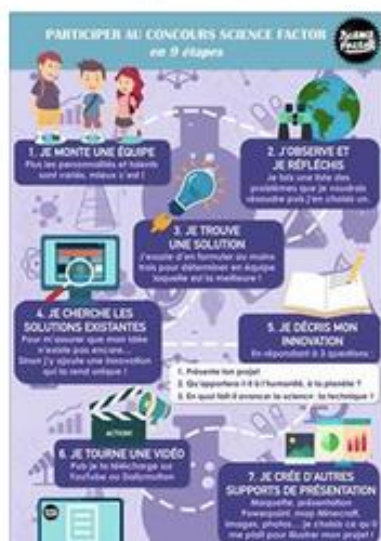 PARTICIPER AU CONCOURS SCIENCE FACTOR
en 9 étapes
Science
Factor
1. JE MONTE UNE ÉQUIPE
Plus les personnalités et talents
sont variés, mieux c'est !
2. J'OBSERVE ET
JE RÉFLÉCHIS
Je fais une liste des
problèmes que je voudrais
résoudre puis j'en choisis un.
3. JE TROUVE
UNE SOLUTION
J'essaie d'en formuler au moins
trois pour déterminer en équipe
laquelle est la meilleure !
4. JE CHERCHE LES
SOLUTIONS EXISTANTES
Pour m'assurer que mon idée
n'existe pas encore...
Sinon j'y ajoute une innovation
qui la rend unique !
5. JE DÉCRIS MON
INNOVATION
En répondant à 3 questions
1. Présente ton projet
2. Qu'apportera-t-il à l'humanité, à la planète ?
3. En quoi fait-il avancer la science la technique ?
ACTION!
6. JE TOURNE UNE VIDÉO
Puis je la télécharge sur
YouTube ou Dailymotion
7. JE CRÉE D'AUTRES
SUPPORTS DE PRÉSENTATION
Maquette, présentation
Powerpoint, map Minecraft,
images, photos... je choisis ce qu'il
me plaît pour illustrer mon projet !